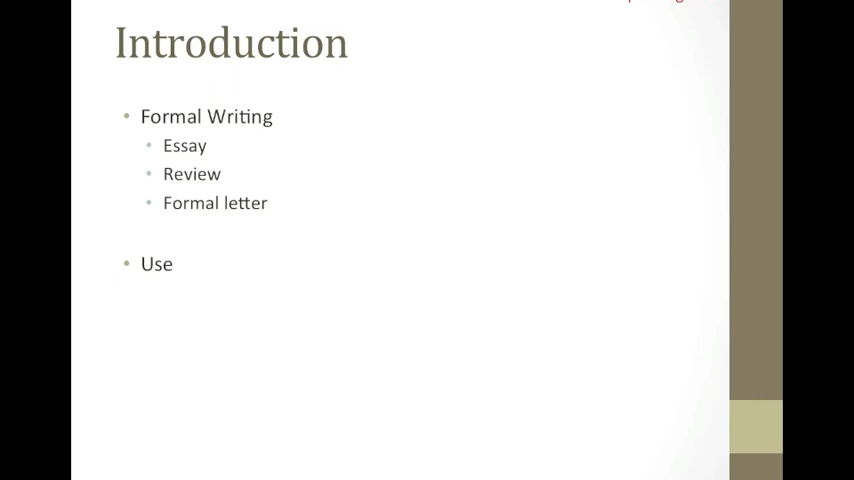 Introduction
• Formal Writing
• Essay
• Review
• Formal letter
• Use